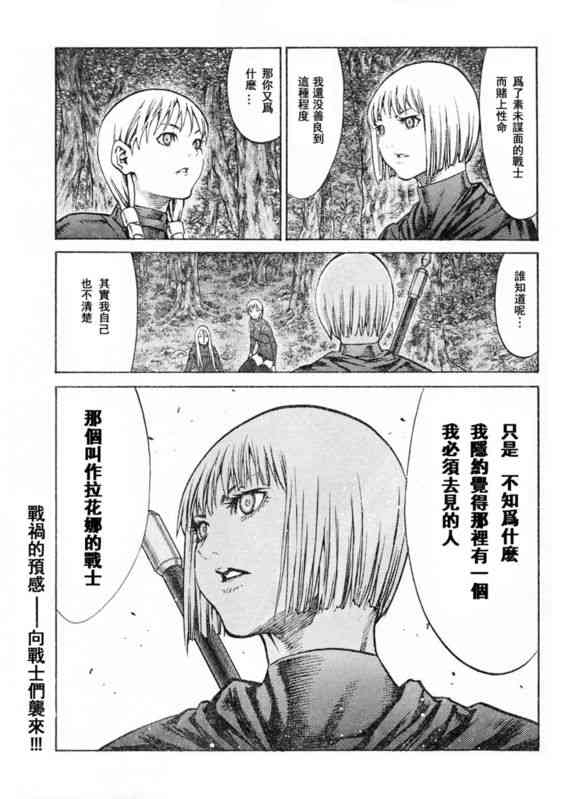 爲了素未謀面的戰士
而賭上性命
我還没善良到
這種程度
那你又爲
什麽…
誰知道呢…
其實我自己
也不清楚
只是 不知爲什麽
我隱約覺得那裡有一個
我必須去見的人
那個叫作拉花娜的戰士
戰禍的預感 ——向戰士們襲來!!!